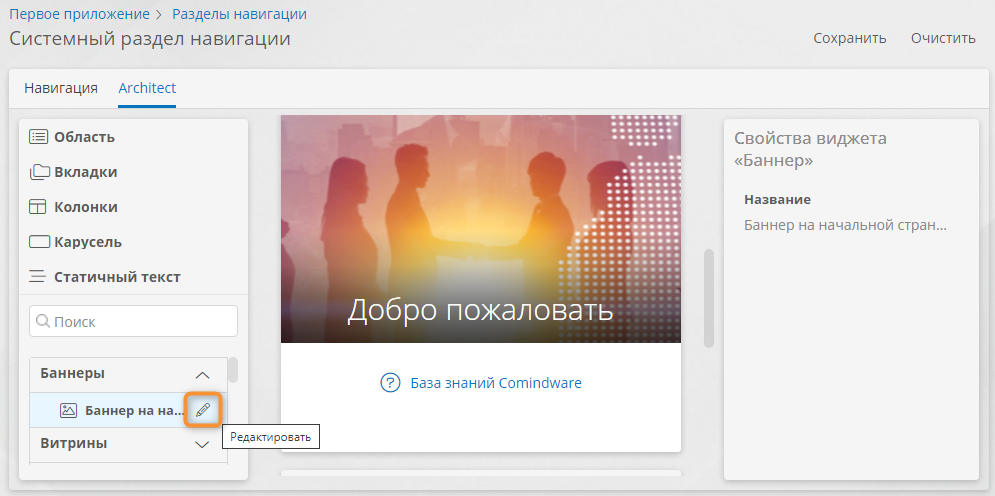 Первое приложение > Разделы навигации
Системный раздел навигации
Сохранить Очистить
Навигация Architect
Область
Вкладки
Колонки
Карусель
Статичный текст
Поиск
Баннеры
Баннер на на...
Редактировать
Витрины
Добро пожаловать
База знаний Comindware
Свойства виджета
«Баннер»
Название
Баннер на начальной стран...